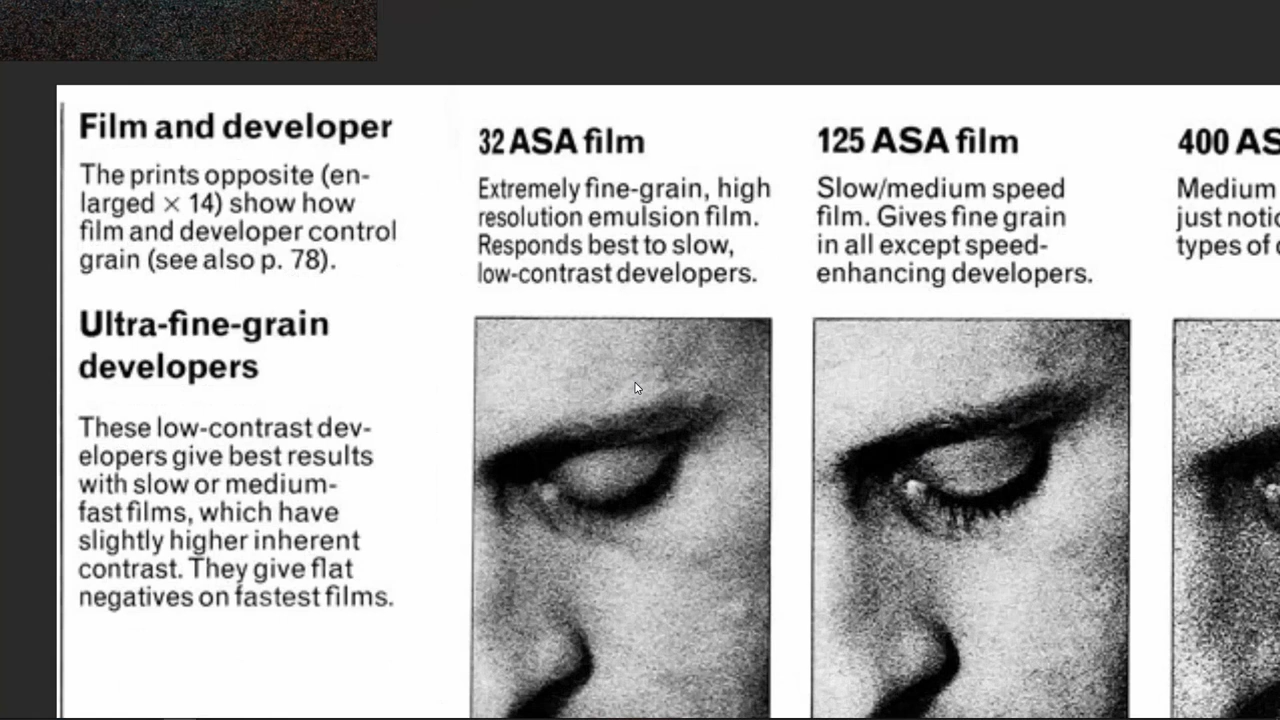 Film and developer
The prints opposite (en-
larged × 14) show how
film and developer control
grain (see also p. 78).
Ultra-fine-grain
developers
These low-contrast dev-
elopers give best results
with slow or medium-
fast films, which have
slightly higher inherent
contrast. They give flat
negatives on fastest films.
32 ASA film
Extremely fine-grain, high
resolution emulsion film.
Responds best to slow,
low-contrast developers.
125 ASA film
Slow/medium speed
film. Gives fine grain
in all except speed-
enhancing developers.
400
Medium
just
types of